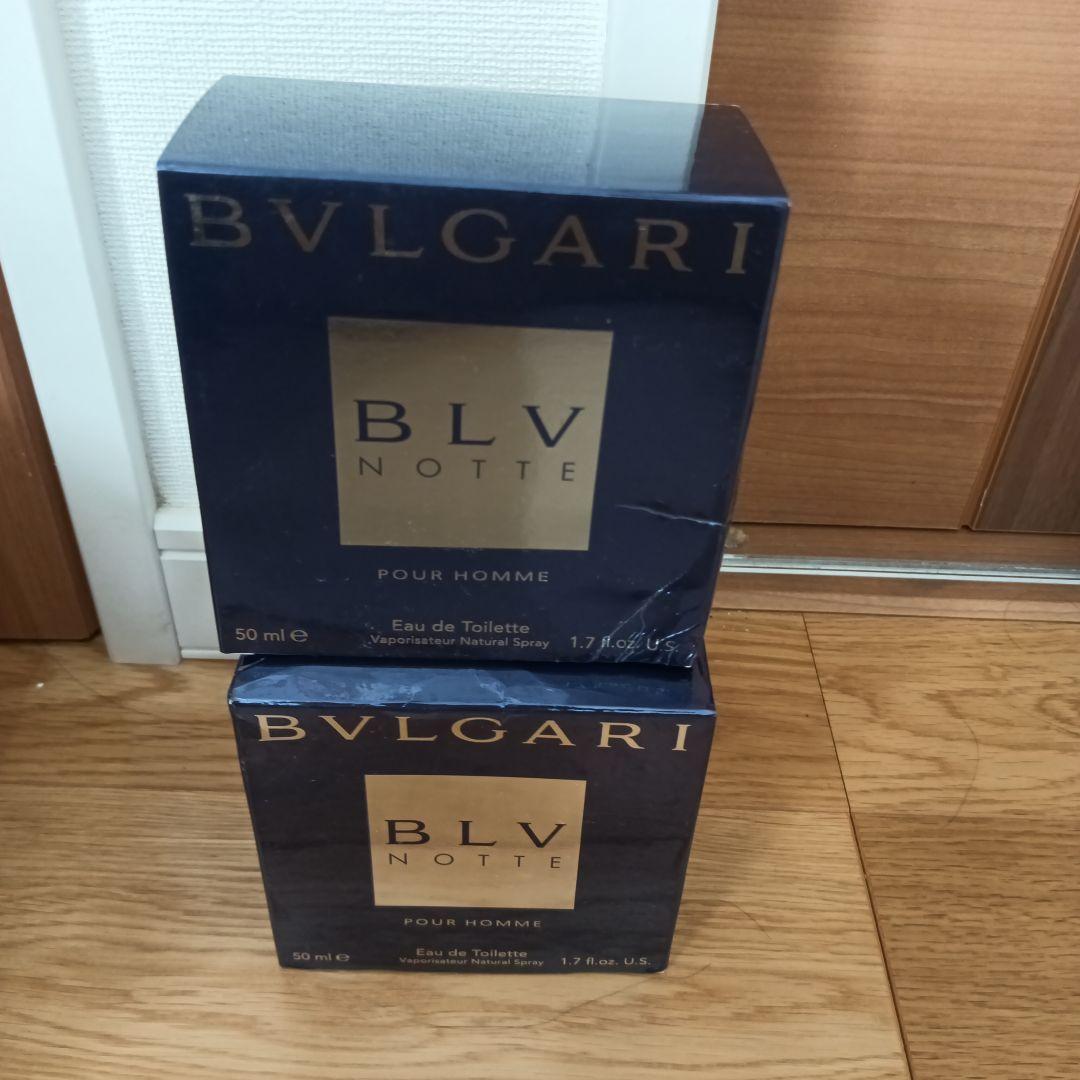 BVLGARI
BLV
NOTTE
POUR HOMME
Eau de Toilette
50 ml e Vaporisateur Natural Spray 1.7 fl.oz. U.S.
BVLGARI
BLV
NOTTE
POUR HOMME
Eau de Toilette
50 ml e Vaporisateur Natural Spray 1.7 fl.oz. U.S.